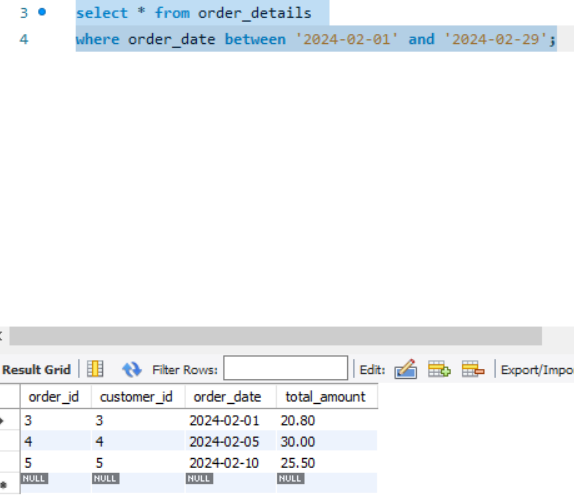 3 select * from order_details
4 where order_date between '2024-02-01' and '2024-02-29';
Result Grid Filter Rows: Edit: Export/Impo
order_id customer_id order_date total_amount
3 3 2024-02-01 20.80
4 4 2024-02-05 30.00
5 5 2024-02-10 25.50
NULL NULL NULL NULL